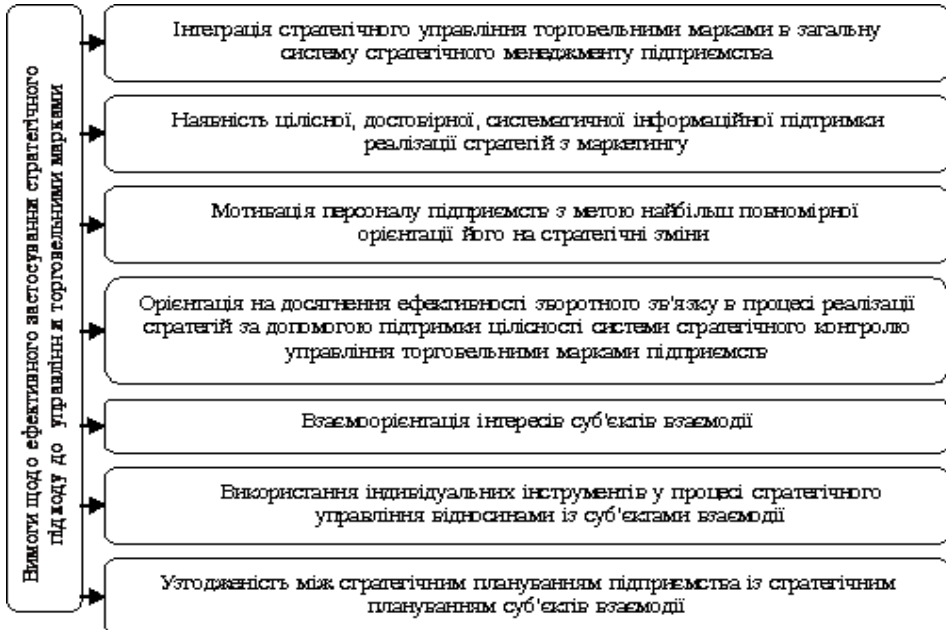 Вимоги щодо ефективного застосування стратегічного
підходу до управління торговельними марками
Інтеграція стратегічного управління торговельними марками в загальну
систему стратегічного менеджменту підприємства
Наявність цілісної, достовірної, систематичної інформаційної підтримки
реалізації стратегій з маркетингу
Мотивація персоналу підприємств з метою найбільш повномірної
орієнтації його на стратегічні зміни
Орієнтація на досягнення ефективності зворотного зв'язку в процесі реалізації
стратегій за допомогою підтримки цілісності системи стратегічного контролю
управління торговельними марками підприємств
Взаємоорієнтація інтересів суб'єктів взаємодії
Використання індивідуальних інструментів у процесі стратегічного
управління відносинами із суб'єктами взаємодії
Узгодженість між стратегічним плануванням підприємства із стратегічним
плануванням суб'єктів взаємодії